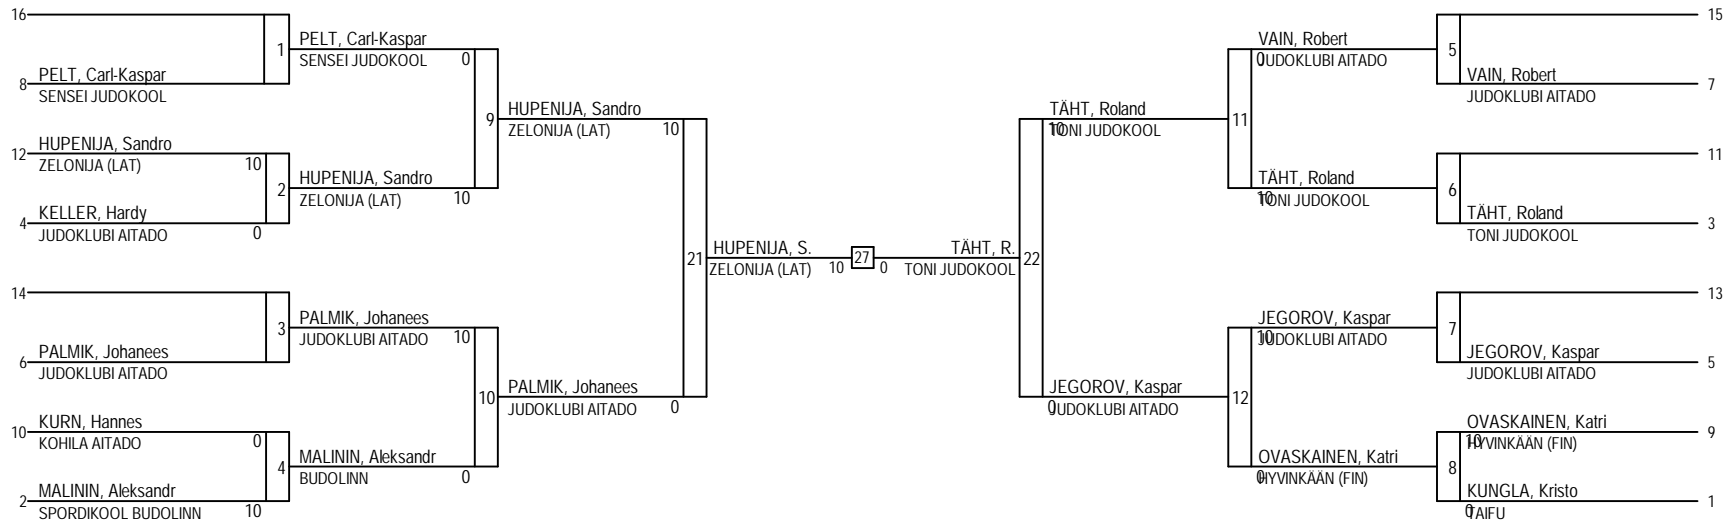 16
1
PELT, Carl-Kaspar
SENSEI JUDOKOOL
0
8
PELT, Carl-Kaspar
SENSEI JUDOKOOL
9
HUPENIJA, Sandro
ZELONIJA (LAT)
10
12
HUPENIJA, Sandro
ZELONIJA (LAT)
10
2
HUPENIJA, Sandro
ZELONIJA (LAT)
10
4
KELLER, Hardy
JUDOKLUBI AITADO
0
21
HUPENIJA, S.
ZELONIJA (LAT)
10
27
0
TÄHT, R.
TONI JUDOKOOL
22
14
3
PALMIK, Johanees
JUDOKLUBI AITADO
10
6
PALMIK, Johanees
JUDOKLUBI AITADO
10
PALMIK, Johanees
JUDOKLUBI AITADO
0
10
KURN, Hannes
KOHILA AITADO
0
4
MALININ, Aleksandr
BUDOLINN
0
2
MALININ, Aleksandr
SPORDIKOOL BUDOLINN
10
15
VAIN, Robert
0
JUDOKLUBI AITADO
5
VAIN, Robert
JUDOKLUBI AITADO
7
TÄHT, Roland
10
TONI JUDOKOOL
11
11
TÄHT, Roland
10
TONI JUDOKOOL
6
TÄHT, Roland
TONI JUDOKOOL
3
13
JEGOROV, Kaspar
10
JUDOKLUBI AITADO
7
JEGOROV, Kaspar
JUDOKLUBI AITADO
5
JEGOROV, Kaspar
0
JUDOKLUBI AITADO
12
OVASKAINEN, Katri
10
HYVINKÄÄN (FIN)
9
OVASKAINEN, Katri
0
HYVINKÄÄN (FIN)
8
KUNGLA, Kristo
0
TAIFU
1